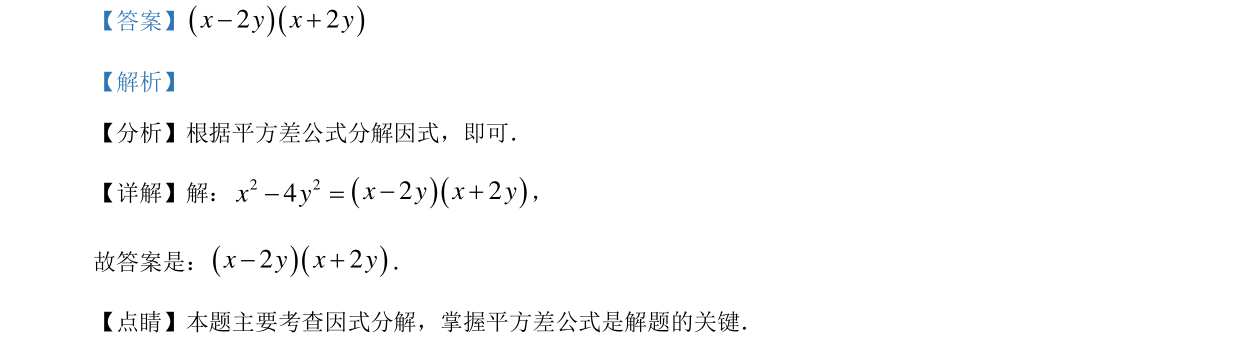 【答案】(x−2y)(x+2y)
【解析】
【分析】根据平方差公式分解因式，即可．
【详解】解：x²−4y²=(x−2y)(x+2y)，
故答案是：(x−2y)(x+2y)．
【点睛】本题主要考查因式分解，掌握平方差公式是解题的关键．